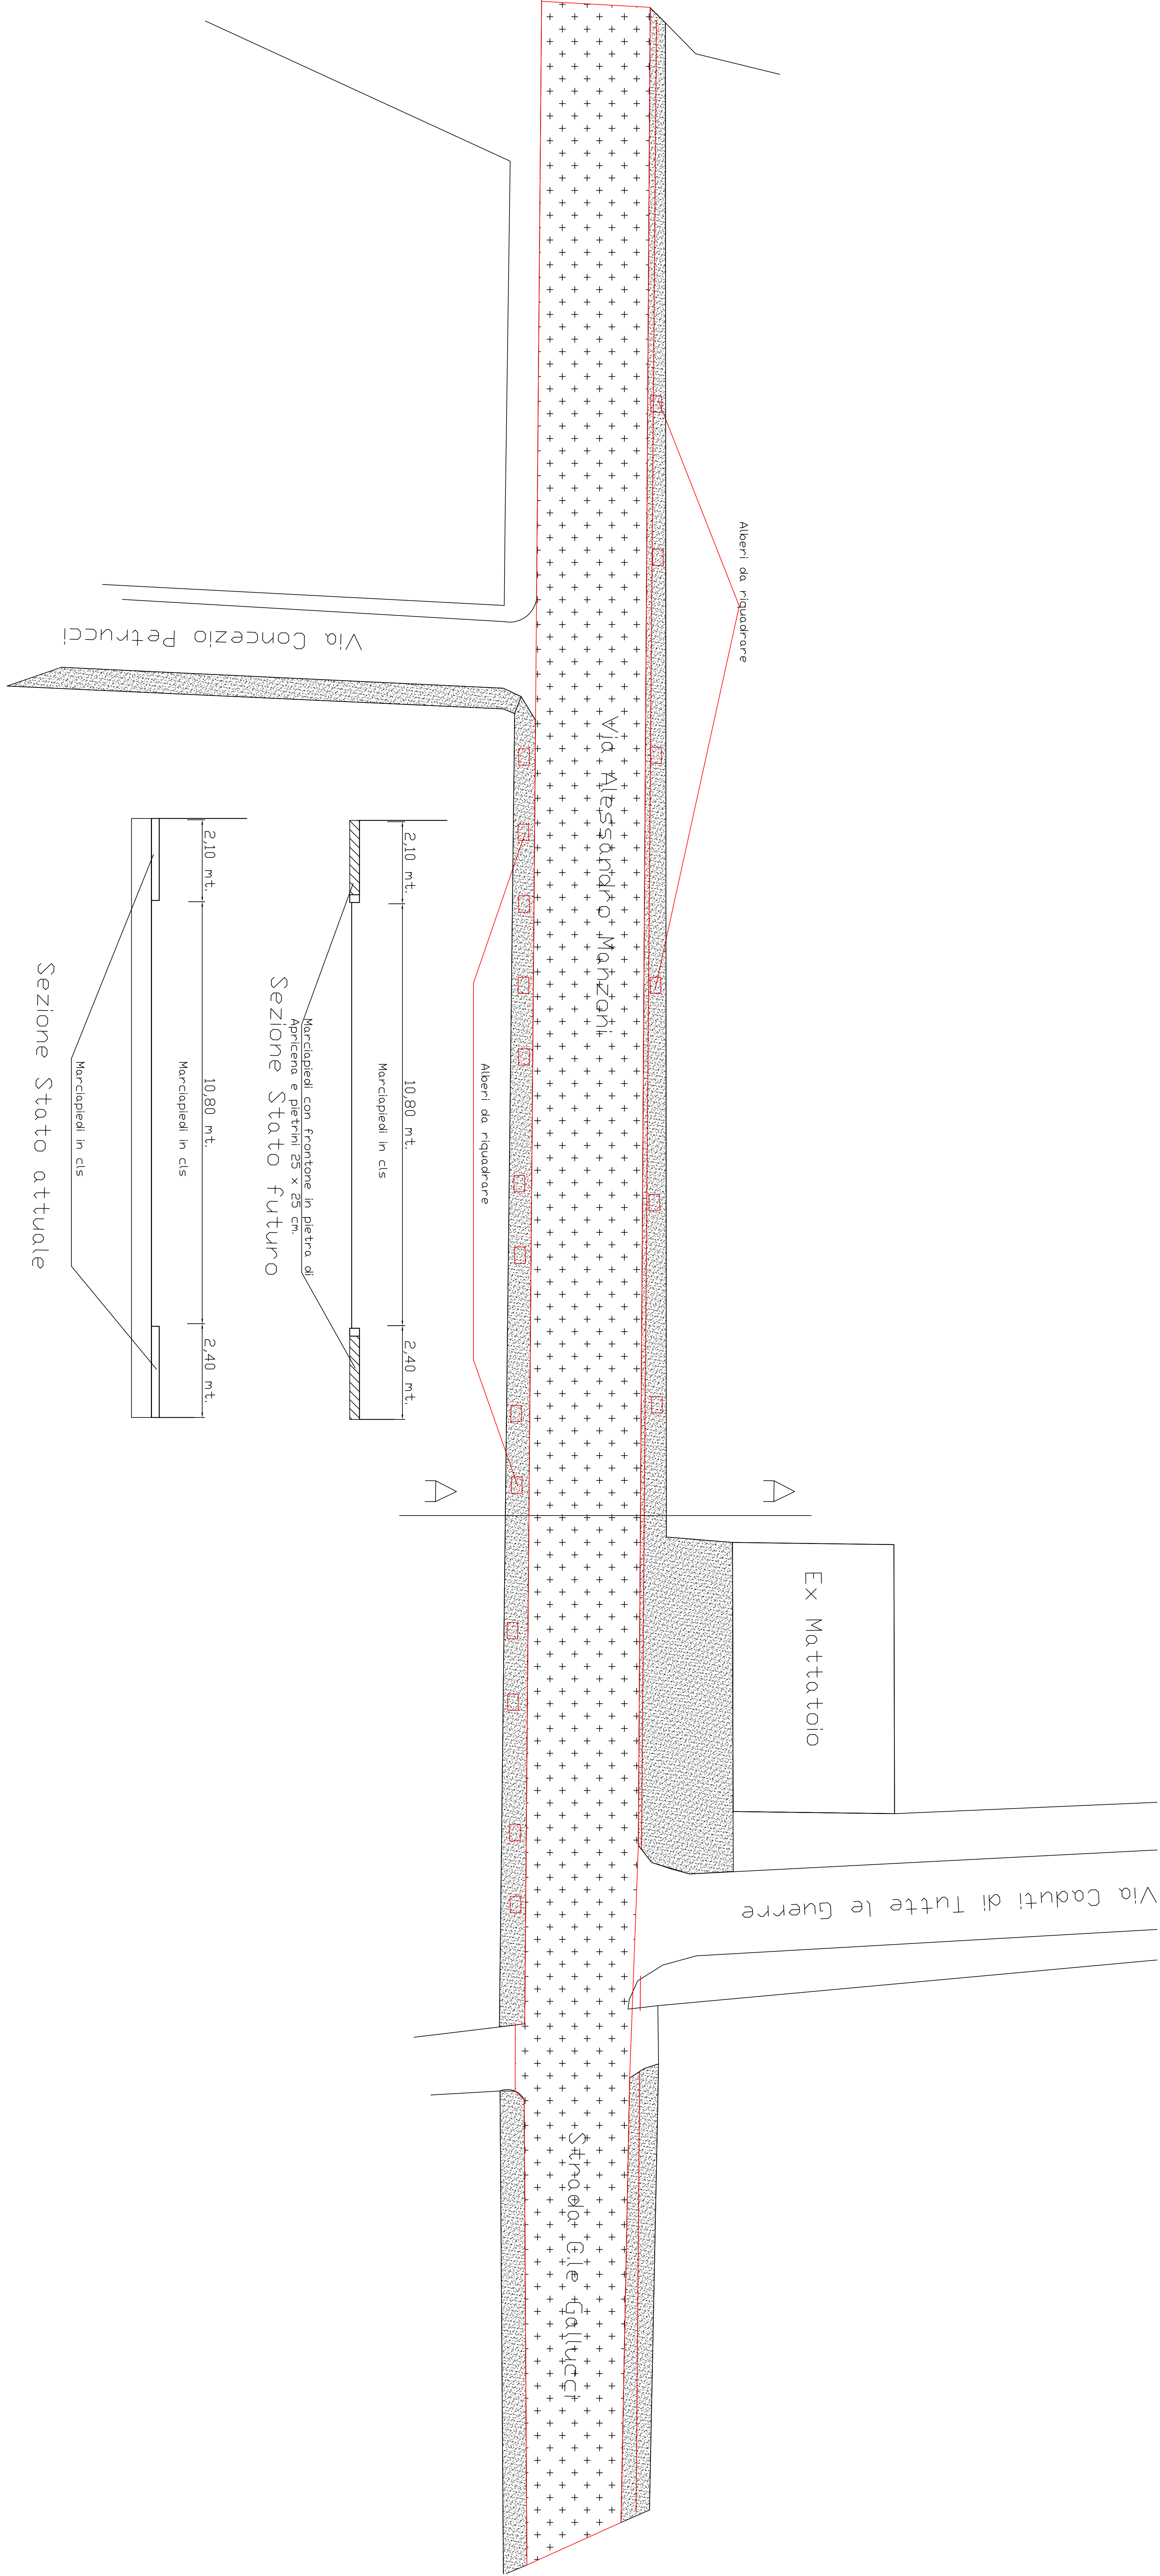 Alberi da riquadrare
Via Alessandro Manzoni
Via Concezio Petrucci
Alberi da riquadrare
A
A
Ex Mattatoio
Via Caduti di Tutte le Guerre
Strada C.le Gallucci
2,10 mt.
10,80 mt.
2,40 mt.
Marciapiedi in cls
Marciapiedi con frontone in pietra di
Apricena e pietrini 25 x 25 cm.
Sezione Stato futuro
2,10 mt.
10,80 mt.
2,40 mt.
Marciapiedi in cls
Marciapiedi in cls
Sezione Stato attuale